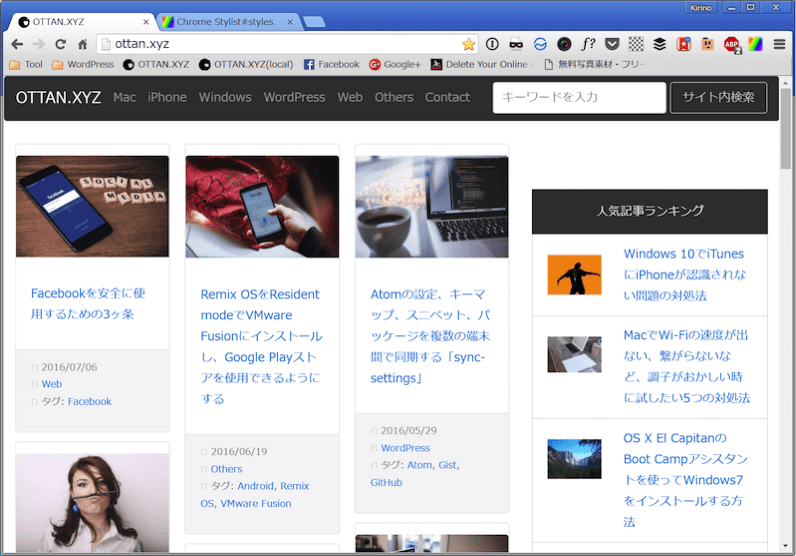 Kirino
OTTAN.XYZ
Chrome Stylist#styles
ottan.xyz
f?
ABP
2
Tool
WordPress
OTTAN.XYZ
OTTAN.XYZ(local)
Facebook
Google+
Delete Your Online /
無料写真素材・フリー
OTTAN.XYZ Mac iPhone Windows WordPress Web Others Contact
キーワードを入力
サイト内検索
SOCIAL
MEDIA
facebook
Facebookを安全に使
用するための3ヶ条
2016/07/06
Web
タグ: Facebook
Remix OSをResident
modeでVMware
Fusionにインストール
し、Google Playスト
アを使用できるように
する
2016/06/19
Others
タグ: Android, Remix
OS, VMware Fusion
Atomの設定、キーマ
ップ、スニペット、パ
ッケージを複数の端末
間で同期する「sync-
settings」
2016/05/29
WordPress
タグ: Atom, Gist,
GitHub
人気記事ランキング
Windows 10でiTunes
にiPhoneが認識されな
い問題の対処法
MacでWi-Fiの速度が出
ない、繋がらないな
ど、調子がおかしい時
に試したい5つの対処法
OS X El Capitanの
Boot Campアシスタン
トを使ってWindows7
をインストールする方
法